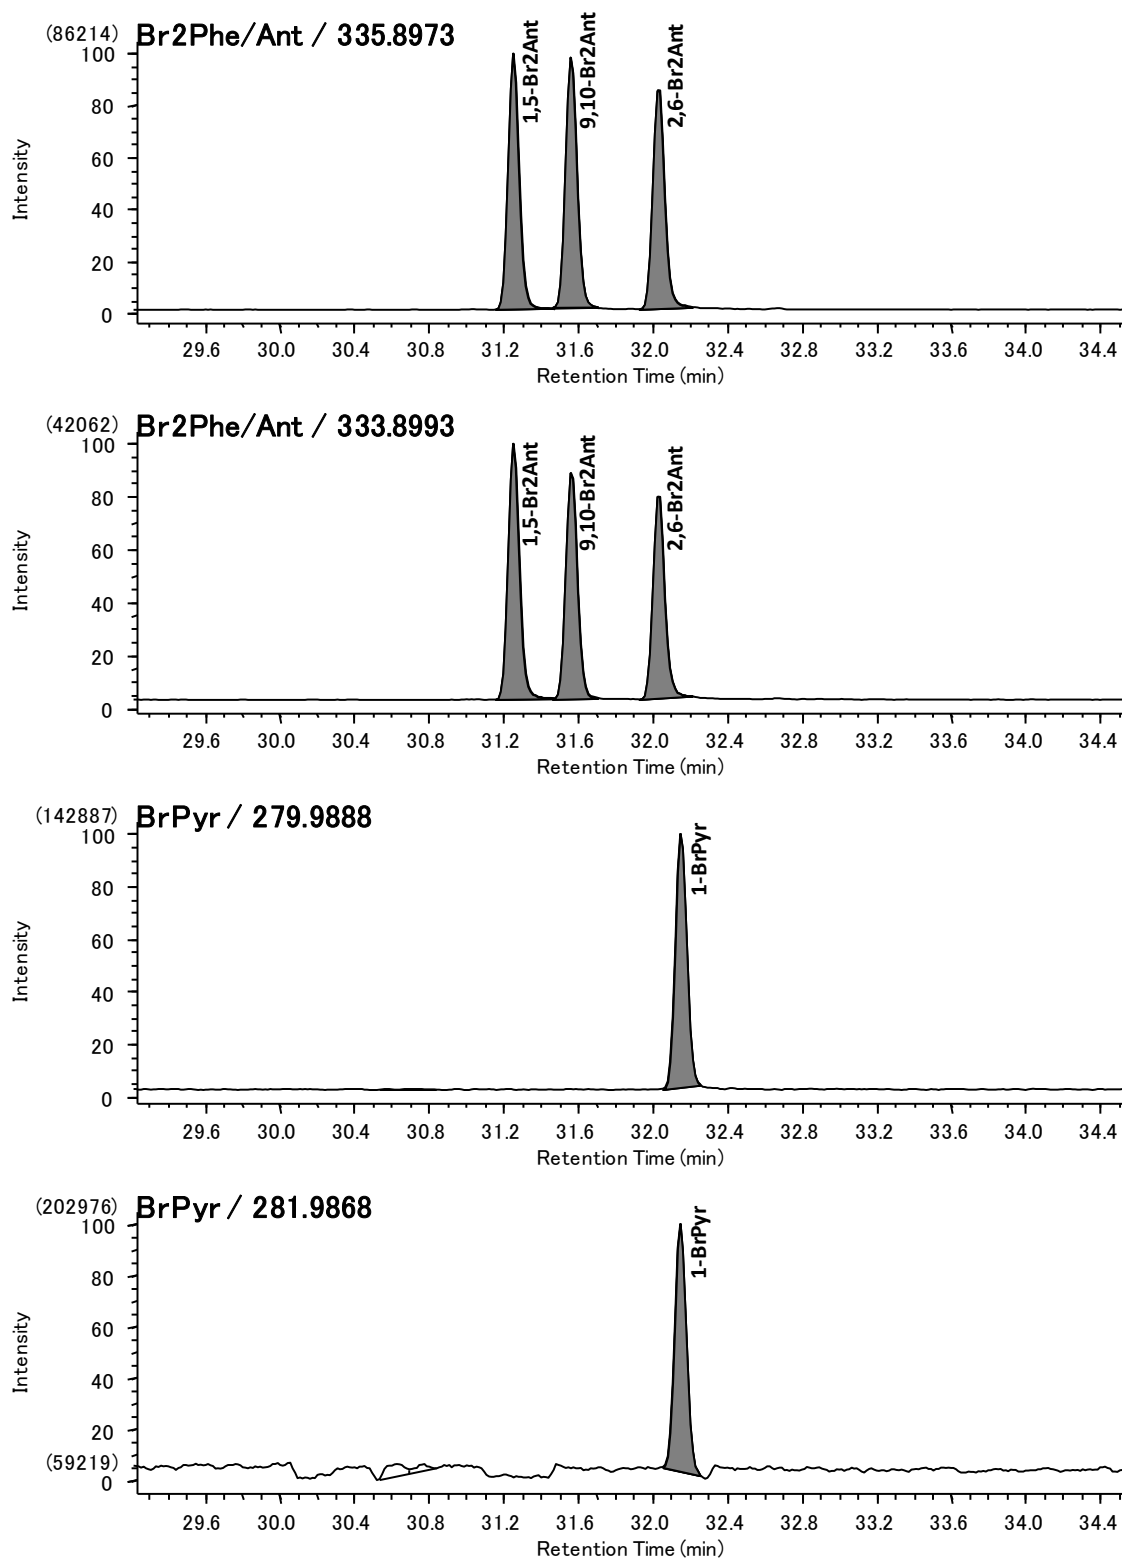 (86214) Br2Phe/Ant / 335.8973
100
80
60
40
20
0
Intensity
1,5-Br2Ant
9,10-Br2Ant
2,6-Br2Ant
29.6 30.0 30.4 30.8 31.2 31.6 32.0 32.4 32.8 33.2 33.6 34.0 34.4
Retention Time (min)
(42062) Br2Phe/Ant / 333.8993
100
80
60
40
20
0
Intensity
1,5-Br2Ant
9,10-Br2Ant
2,6-Br2Ant
29.6 30.0 30.4 30.8 31.2 31.6 32.0 32.4 32.8 33.2 33.6 34.0 34.4
Retention Time (min)
(142887) BrPyr / 279.9888
100
80
60
40
20
0
Intensity
1-BrPyr
29.6 30.0 30.4 30.8 31.2 31.6 32.0 32.4 32.8 33.2 33.6 34.0 34.4
Retention Time (min)
(202976) BrPyr / 281.9868
100
80
60
40
20
(59219)
0
Intensity
1-BrPyr
29.6 30.0 30.4 30.8 31.2 31.6 32.0 32.4 32.8 33.2 33.6 34.0 34.4
Retention Time (min)